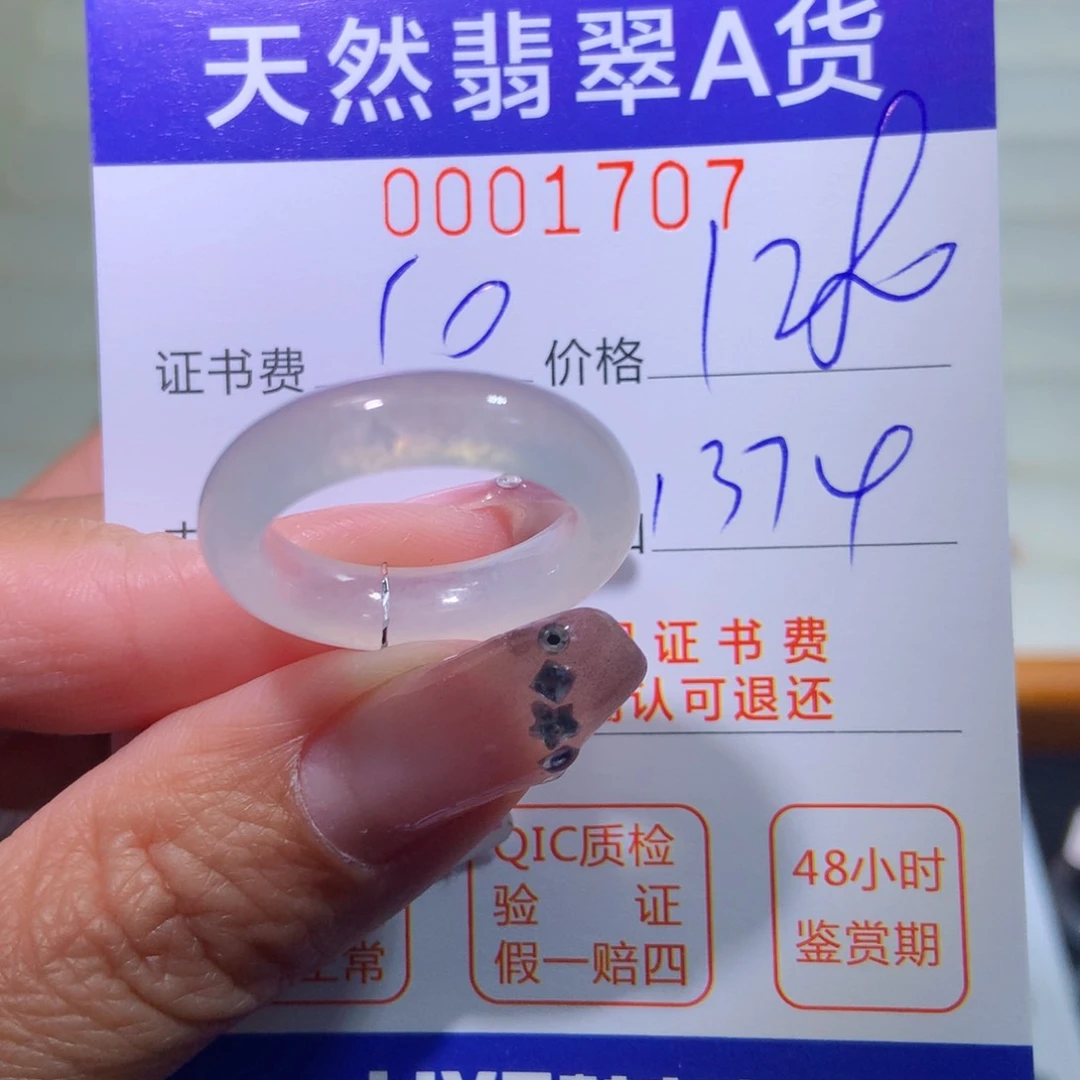 天然翡翠A货
0001707
证书费 10 价格 128
1374
证书费
认可退还
QIC质检
验 证
假一赔四
48小时
鉴赏期
常